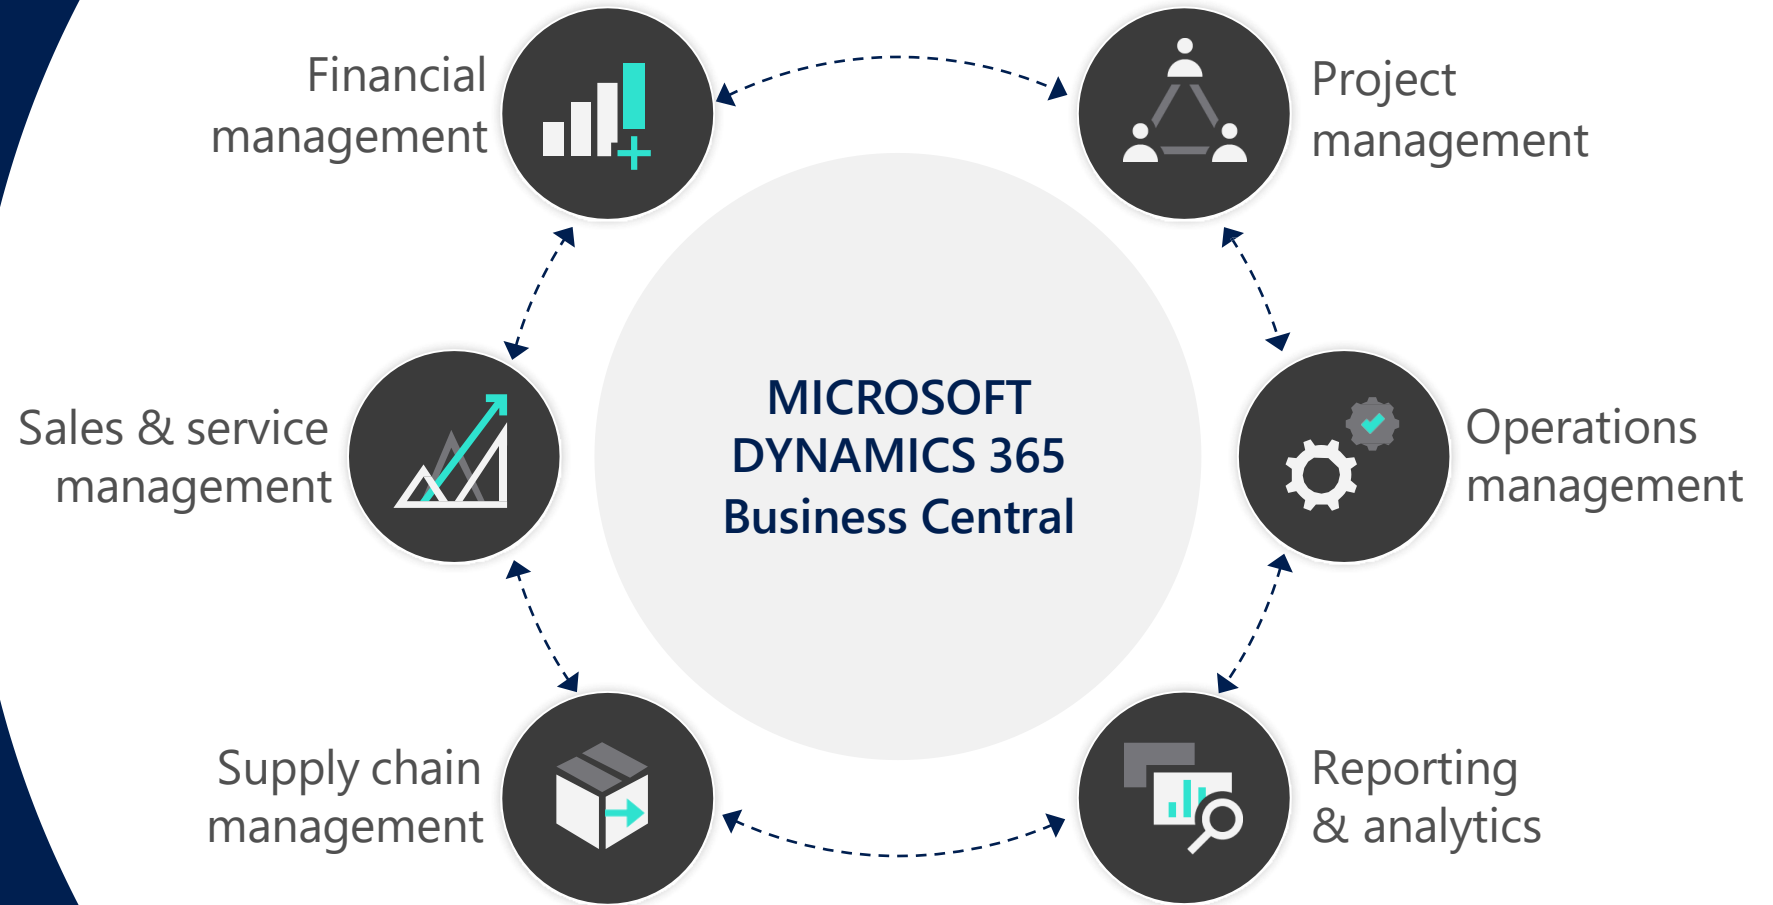 Financial
management
Project
management
Sales & service
management
MICROSOFT
DYNAMICS 365
Business Central
Operations
management
Supply chain
management
Reporting
& analytics